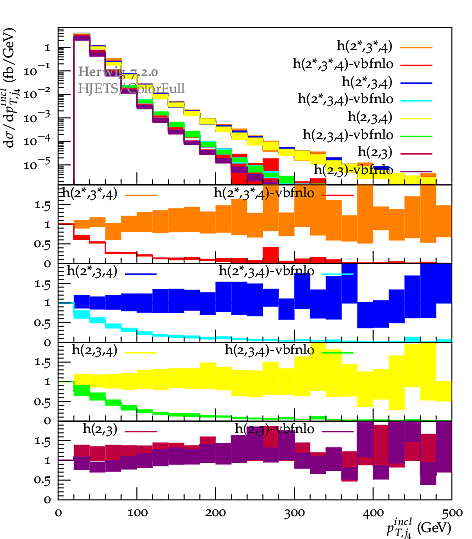 dσ/dp_{T,j4}^{incl} (fb/GeV)
1
10⁻¹
10⁻²
10⁻³
10⁻⁴
10⁻⁵
Herwig 7.2.0
HJETS/ColorFull
h(2*,3*,4)
h(2*,3*,4)-vbfnlo
h(2*,3,4)
h(2*,3,4)-vbfnlo
h(2,3,4)
h(2,3,4)-vbfnlo
h(2,3)
h(2,3)-vbfnlo
h(2*,3*,4) h(2*,3*,4)-vbfnlo
1.5
1
0.5
0
h(2*,3,4) h(2*,3,4)-vbfnlo
1.5
1
0.5
0
h(2,3,4) h(2,3,4)-vbfnlo
1.5
1
0.5
0
h(2,3) h(2,3)-vbfnlo
1.5
1
0.5
0
0 100 200 300 400 500
p_{T,j4}^{incl} (GeV)